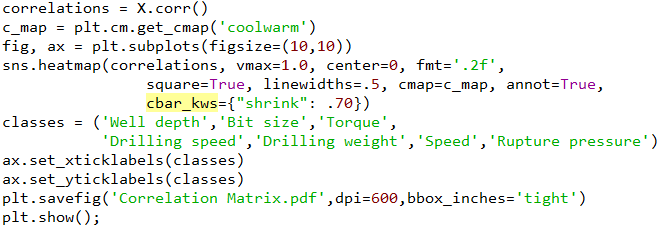 correlations = X.corr()
c_map = plt.cm.get_cmap('coolwarm')
fig, ax = plt.subplots(figsize=(10,10))
sns.heatmap(correlations, vmax=1.0, center=0, fmt='.2f',
            square=True, linewidths=.5, cmap=c_map, annot=True,
            cbar_kws={"shrink": .70})
classes = ('Well depth','Bit size','Torque',
           'Drilling speed','Drilling weight','Speed','Rupture pressure')
ax.set_xticklabels(classes)
ax.set_yticklabels(classes)
plt.savefig('Correlation Matrix.pdf',dpi=600,bbox_inches='tight')
plt.show();